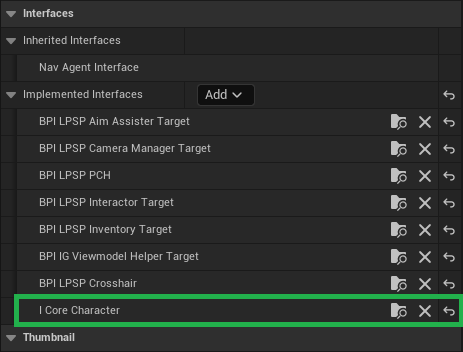 Interfaces
Inherited Interfaces
Nav Agent Interface
Implemented Interfaces Add
BPI LPSP Aim Assister Target
BPI LPSP Camera Manager Target
BPI LPSP PCH
BPI LPSP Interactor Target
BPI LPSP Inventory Target
BPI IG Viewmodel Helper Target
BPI LPSP Crosshair
I Core Character
Thumbnail